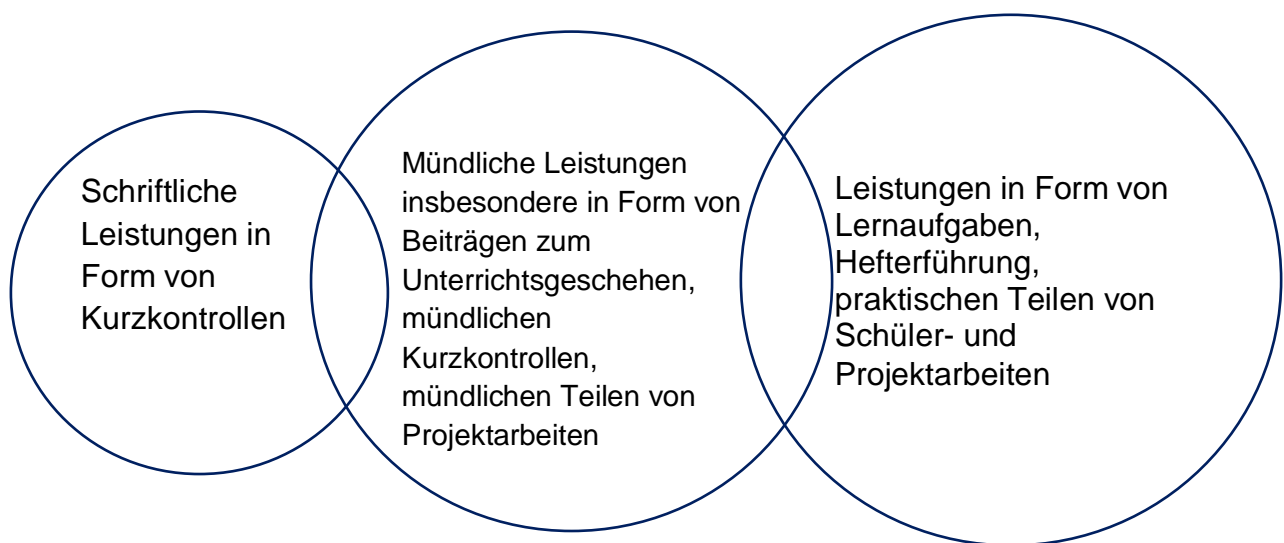 Schriftliche
Leistungen in
Form von
Kurzkontrollen
Mündliche Leistungen
insbesondere in Form von
Beiträgen zum
Unterrichtsgeschehen,
mündlichen
Kurzkontrollen,
mündlichen Teilen von
Projektarbeiten
Leistungen in Form von
Lernaufgaben,
Hefterführung,
praktischen Teilen von
Schüler- und
Projektarbeiten